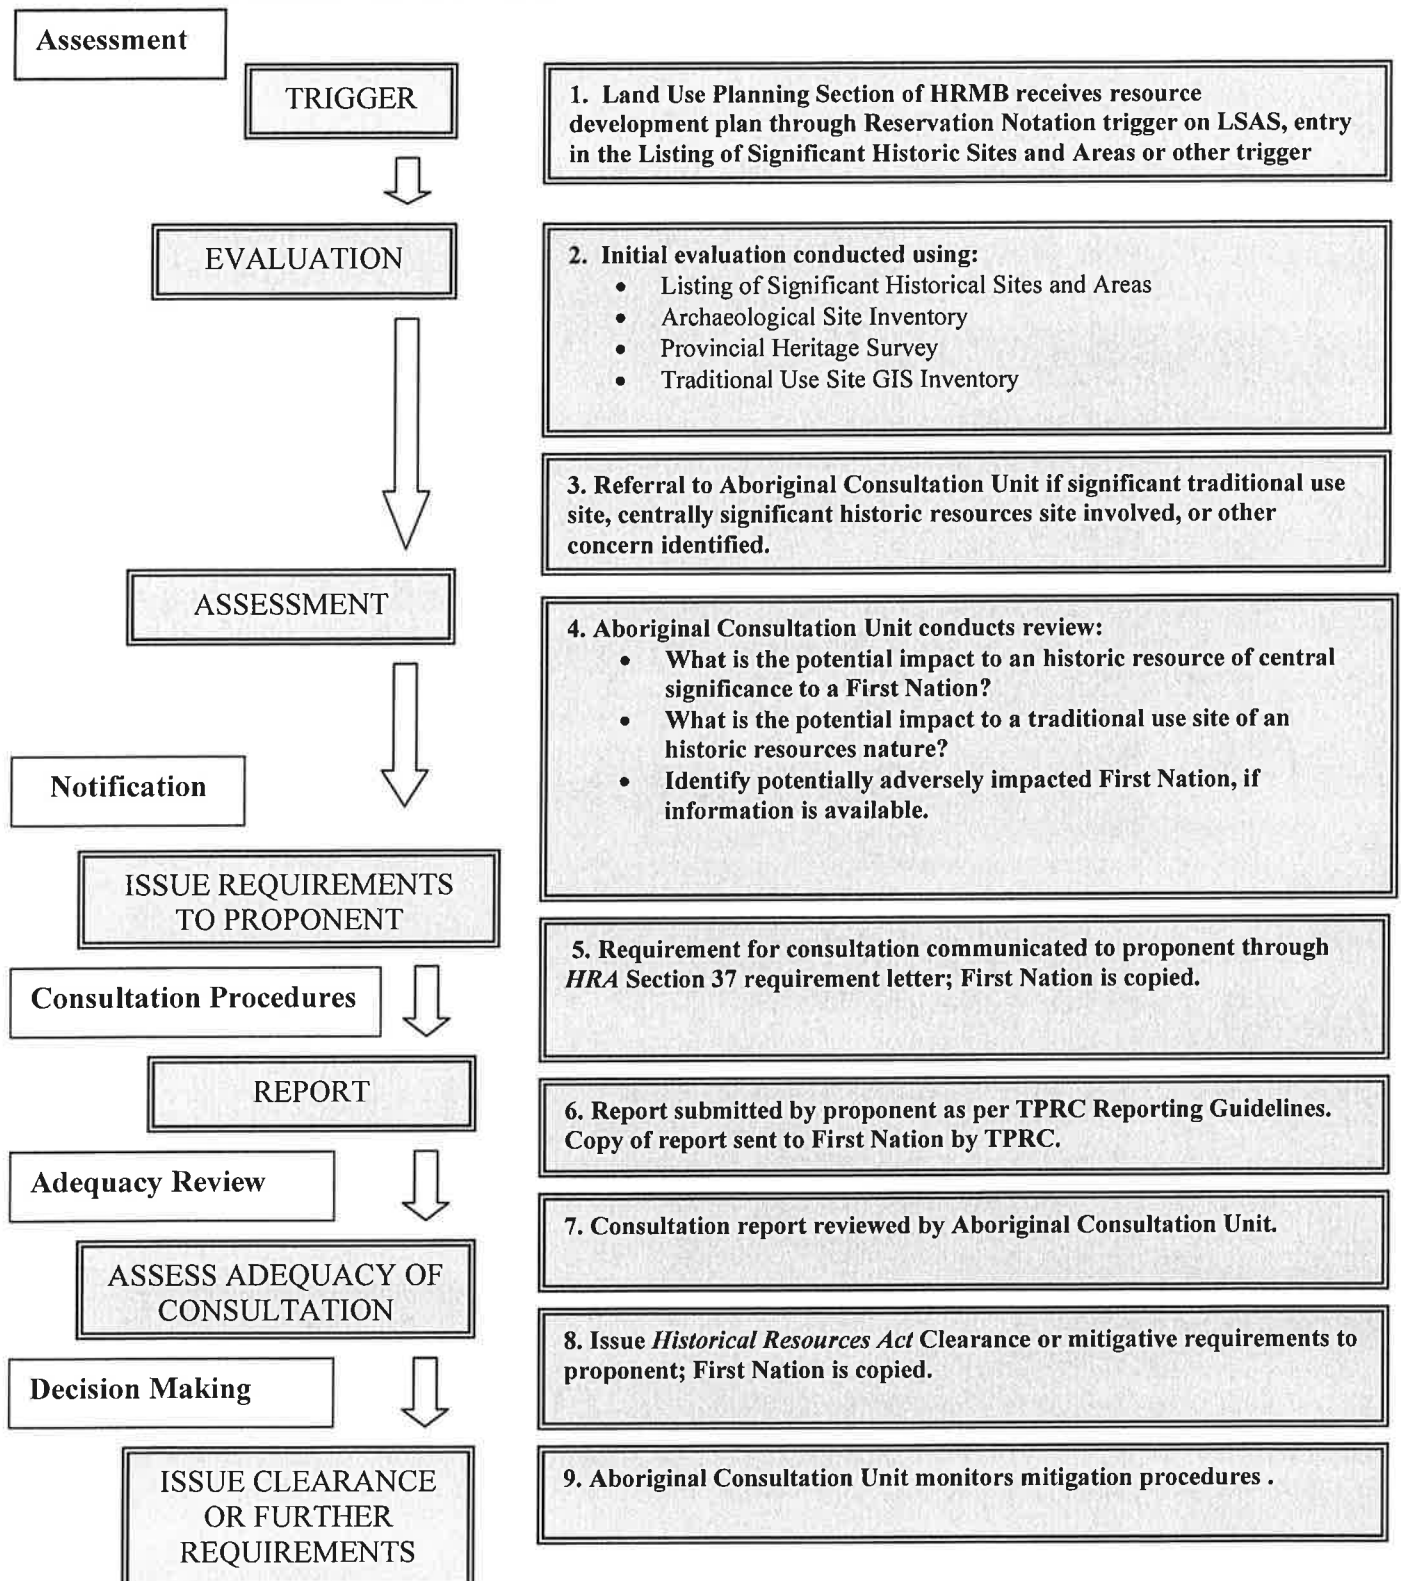 Assessment
TRIGGER
1. Land Use Planning Section of HRMB receives resource
development plan through Reservation Notation trigger on LSAS, entry
in the Listing of Significant Historic Sites and Areas or other trigger
EVALUATION
2. Initial evaluation conducted using:
• Listing of Significant Historical Sites and Areas
• Archaeological Site Inventory
• Provincial Heritage Survey
• Traditional Use Site GIS Inventory
3. Referral to Aboriginal Consultation Unit if significant traditional use
site, centrally significant historic resources site involved, or other
concern identified.
ASSESSMENT
4. Aboriginal Consultation Unit conducts review:
• What is the potential impact to an historic resource of central
significance to a First Nation?
• What is the potential impact to a traditional use site of an
historic resources nature?
• Identify potentially adversely impacted First Nation, if
information is available.
Notification
ISSUE REQUIREMENTS
TO PROPONENT
5. Requirement for consultation communicated to proponent through
HRA Section 37 requirement letter; First Nation is copied.
Consultation Procedures
REPORT
6. Report submitted by proponent as per TPRC Reporting Guidelines.
Copy of report sent to First Nation by TPRC.
Adequacy Review
7. Consultation report reviewed by Aboriginal Consultation Unit.
ASSESS ADEQUACY OF
CONSULTATION
8. Issue Historical Resources Act Clearance or mitigative requirements to
proponent; First Nation is copied.
Decision Making
ISSUE CLEARANCE
OR FURTHER
REQUIREMENTS
9. Aboriginal Consultation Unit monitors mitigation procedures .